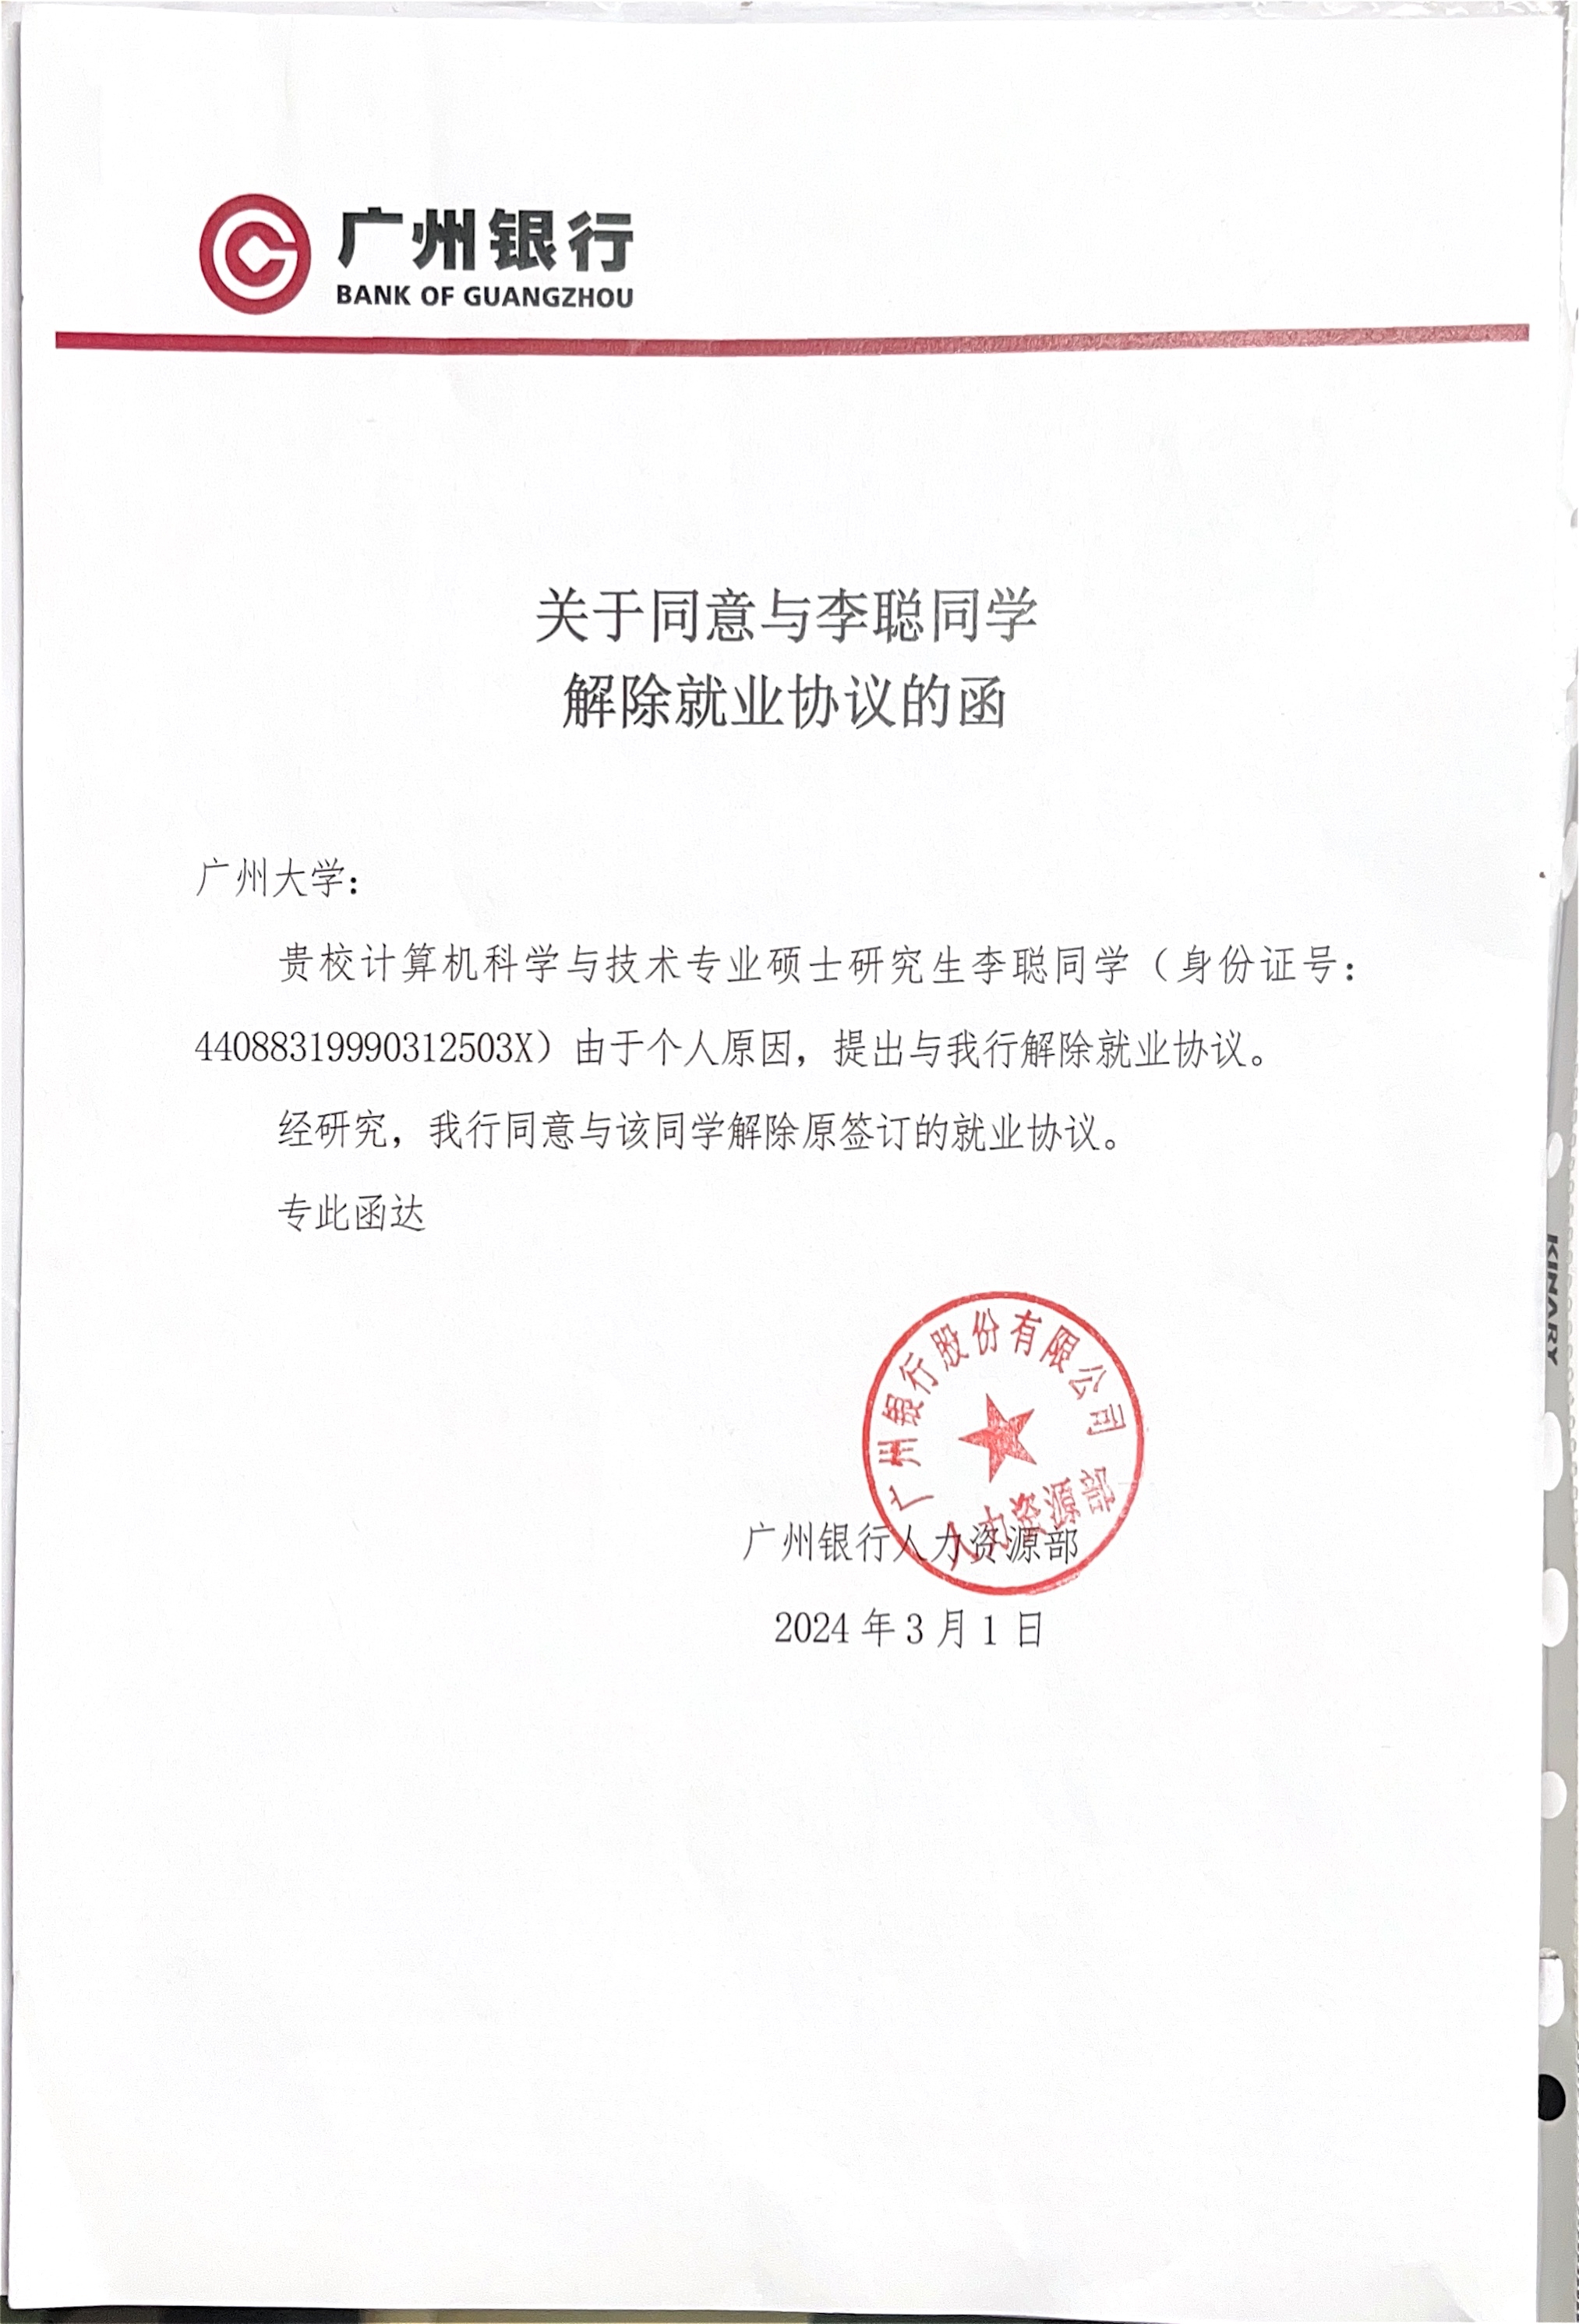 广州银行
BANK OF GUANGZHOU
关于同意与李聪同学
解除就业协议的函
广州大学：
贵校计算机科学与技术专业硕士研究生李聪同学（身份证号：
44088319990312503X）由于个人原因，提出与我行解除就业协议。
经研究，我行同意与该同学解除原签订的就业协议。
专此函达
广州银行股份有限公司
人力资源部
广州银行人力资源部
2024 年 3 月 1 日
KINARY